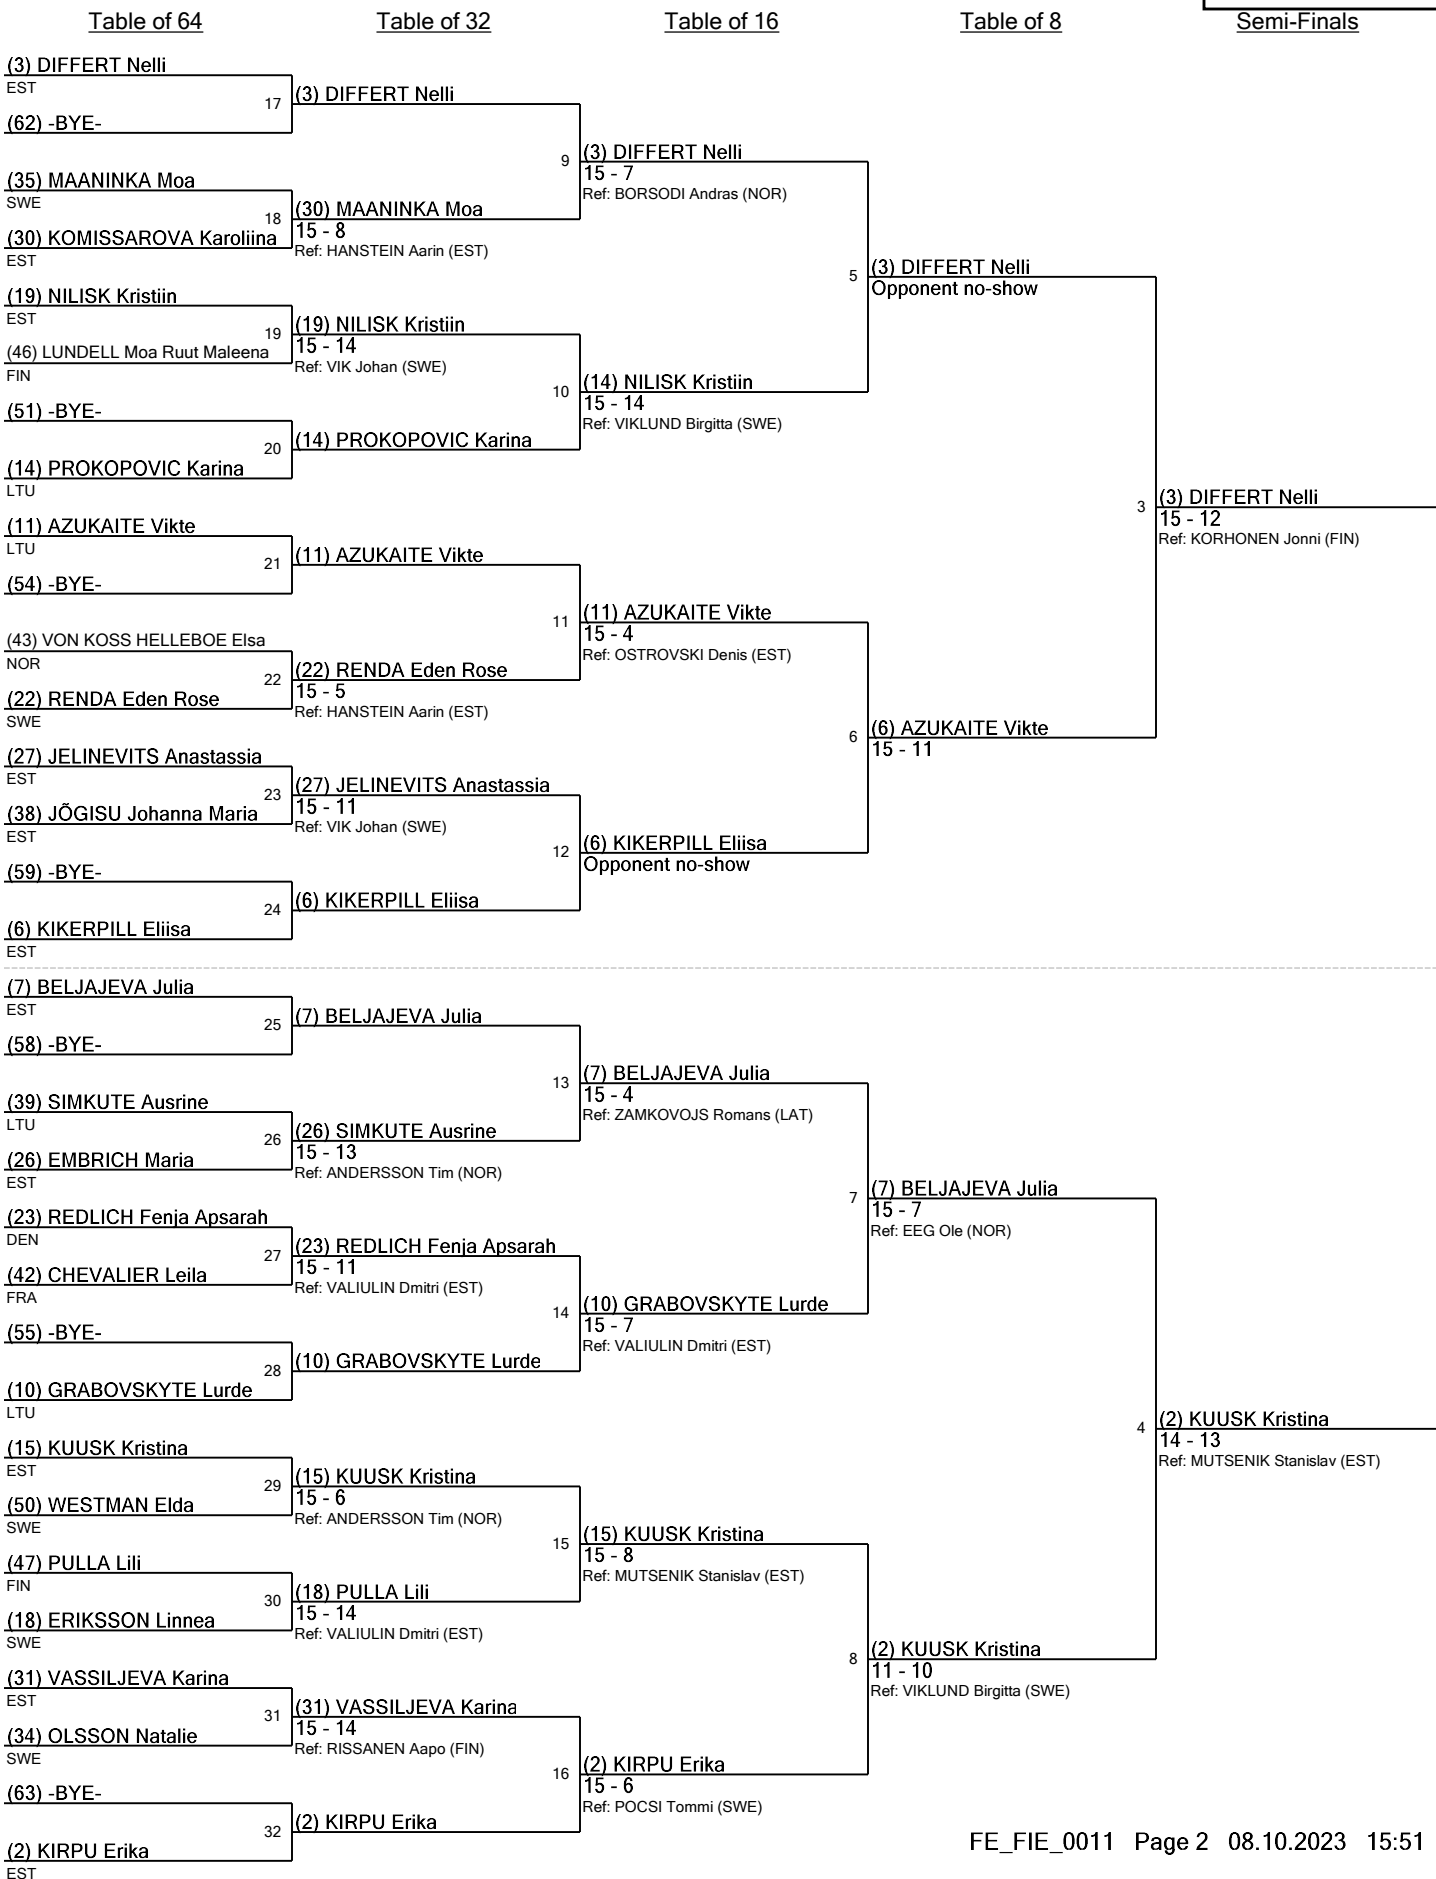 Table of 64
Table of 32
Table of 16
Table of 8
Semi-Finals
(3) DIFFERT Nelli
EST
17
(62) -BYE-
(35) MAANINKA Moa
SWE
18
(30) KOMISSAROVA Karoliina
EST
(19) NILISK Kristiin
EST
19
(46) LUNDELL Moa Ruut Maleena
FIN
(51) -BYE-
20
(14) PROKOPOVIC Karina
LTU
(11) AZUKAITE Vikte
LTU
21
(54) -BYE-
(43) VON KOSS HELLEBOE Elsa
NOR
22
(22) RENDA Eden Rose
SWE
(27) JELINEVITS Anastassia
EST
23
(38) JÕGISU Johanna Maria
EST
(59) -BYE-
24
(6) KIKERPILL Eliisa
EST
(7) BELJAJEVA Julia
EST
25
(58) -BYE-
(39) SIMKUTE Ausrine
LTU
26
(26) EMBRICH Maria
EST
(23) REDLICH Fenja Apsarah
DEN
27
(42) CHEVALIER Leila
FRA
(55) -BYE-
28
(10) GRABOVSKYTE Lurde
LTU
(15) KUUSK Kristina
EST
29
(50) WESTMAN Elda
SWE
(47) PULLA Lili
FIN
30
(18) ERIKSSON Linnea
SWE
(31) VASSILJEVA Karina
EST
31
(34) OLSSON Natalie
SWE
(63) -BYE-
32
(2) KIRPU Erika
EST
(3) DIFFERT Nelli
9
(30) MAANINKA Moa
15 - 8
Ref: HANSTEIN Aarin (EST)
(19) NILISK Kristiin
15 - 14
Ref: VIK Johan (SWE)
10
(14) PROKOPOVIC Karina
(11) AZUKAITE Vikte
11
(22) RENDA Eden Rose
15 - 5
Ref: HANSTEIN Aarin (EST)
(27) JELINEVITS Anastassia
15 - 11
Ref: VIK Johan (SWE)
12
(6) KIKERPILL Eliisa
(7) BELJAJEVA Julia
13
(26) SIMKUTE Ausrine
15 - 13
Ref: ANDERSSON Tim (NOR)
(23) REDLICH Fenja Apsarah
15 - 11
Ref: VALIULIN Dmitri (EST)
14
(10) GRABOVSKYTE Lurde
(15) KUUSK Kristina
15 - 6
Ref: ANDERSSON Tim (NOR)
15
(18) PULLA Lili
15 - 14
Ref: VALIULIN Dmitri (EST)
(31) VASSILJEVA Karina
15 - 14
Ref: RISSANEN Aapo (FIN)
16
(2) KIRPU Erika
(3) DIFFERT Nelli
15 - 7
Ref: BORSODI Andras (NOR)
5
(14) NILISK Kristiin
15 - 14
Ref: VIKLUND Birgitta (SWE)
(11) AZUKAITE Vikte
15 - 4
Ref: OSTROVSKI Denis (EST)
6
(6) KIKERPILL Eliisa
Opponent no-show
(7) BELJAJEVA Julia
15 - 4
Ref: ZAMKOVOJS Romans (LAT)
7
(10) GRABOVSKYTE Lurde
15 - 7
Ref: VALIULIN Dmitri (EST)
(15) KUUSK Kristina
15 - 8
Ref: MUTSENIK Stanislav (EST)
8
(2) KIRPU Erika
15 - 6
Ref: POCSI Tommi (SWE)
(3) DIFFERT Nelli
Opponent no-show
3
(6) AZUKAITE Vikte
15 - 11
(7) BELJAJEVA Julia
15 - 7
Ref: EEG Ole (NOR)
4
(2) KUUSK Kristina
11 - 10
Ref: VIKLUND Birgitta (SWE)
(3) DIFFERT Nelli
15 - 12
Ref: KORHONEN Jonni (FIN)
(2) KUUSK Kristina
14 - 13
Ref: MUTSENIK Stanislav (EST)
FE_FIE_0011 Page 2 08.10.2023 15:51